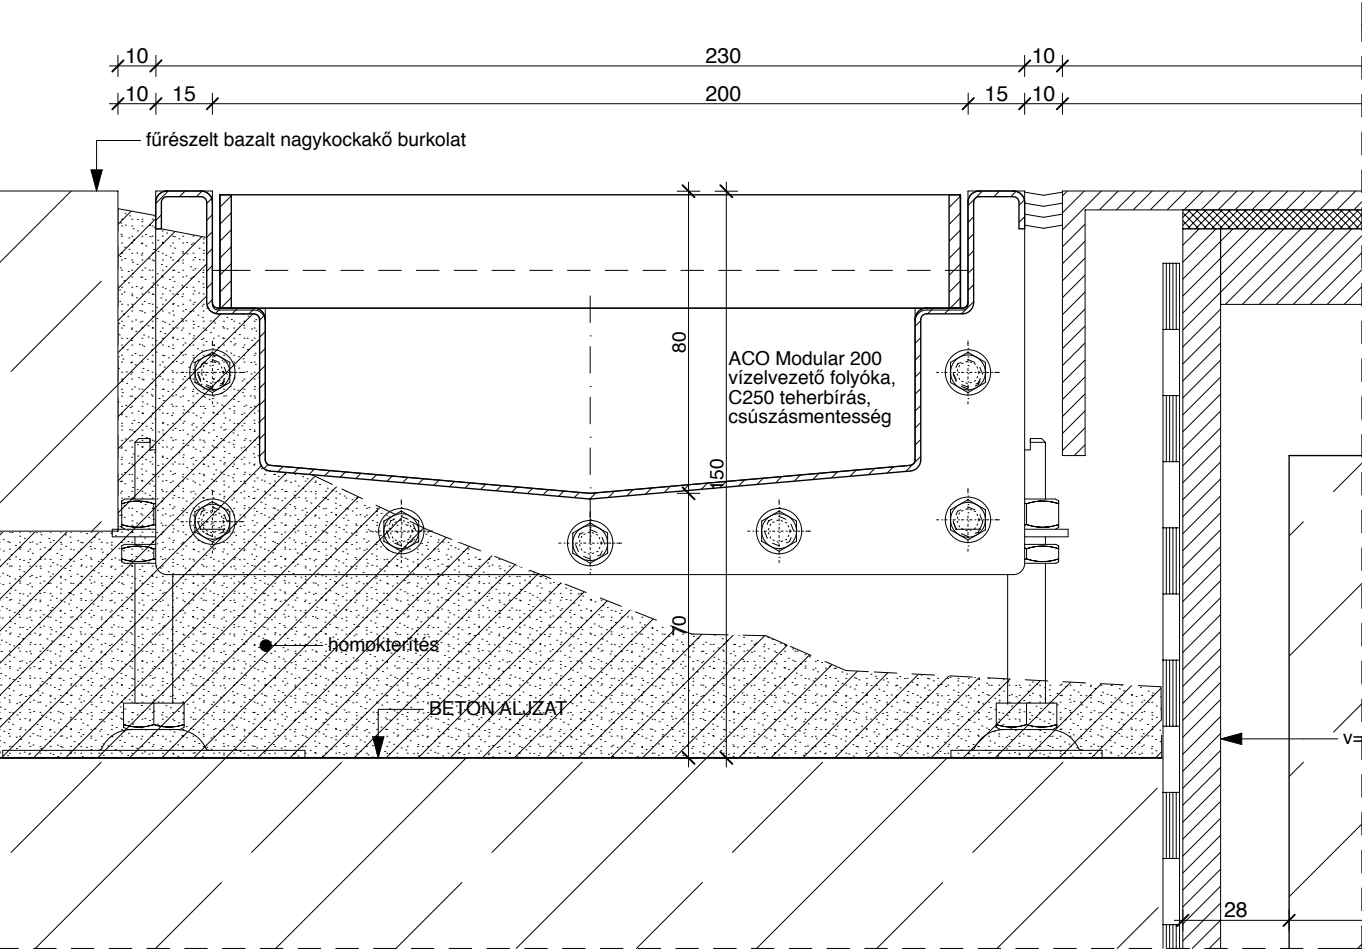 10 230 10
10 15 200 15 10
fűrészelt bazalt nagykockakő burkolat
80
ACO Modular 200
vízelvezető folyóka,
C250 teherbírás,
csúszásmentesség
150
70
homokterítés
BETON ALJZAT
v=
28